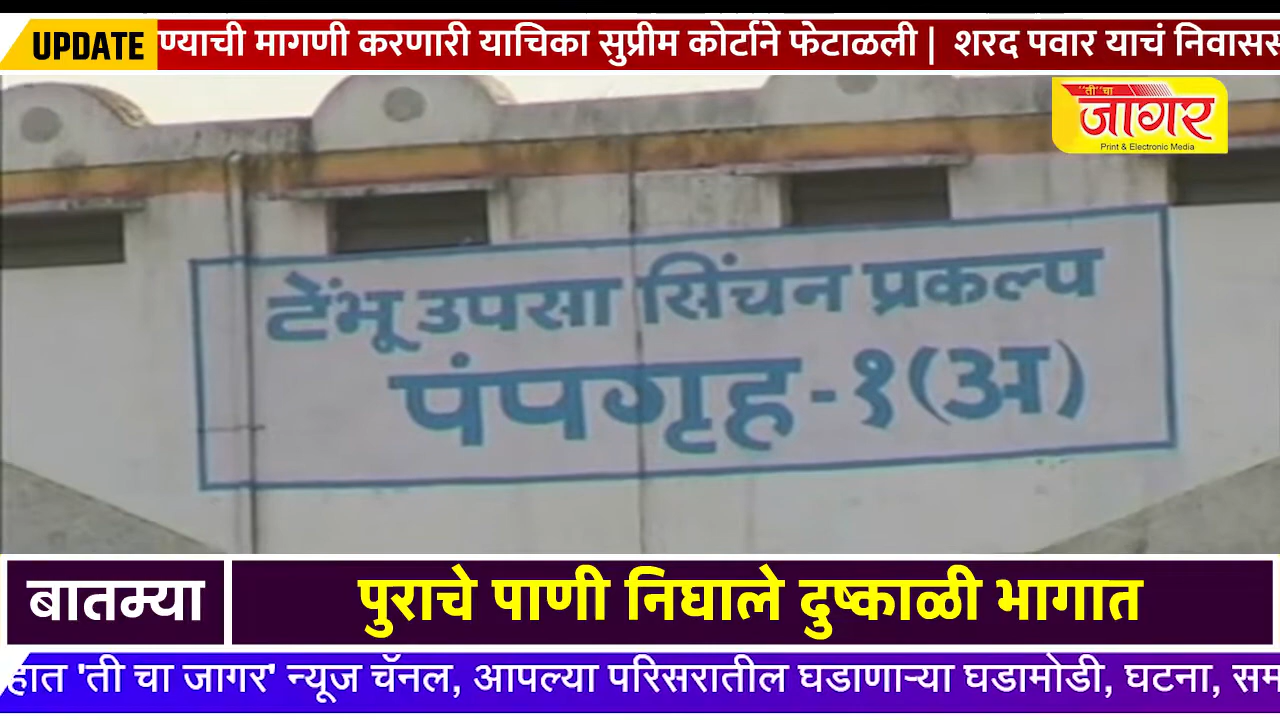 UPDATE ण्याची मागणी करणारी याचिका सुप्रीम कोर्टाने फेटाळली | शरद पवार याचं निवासस
"ती" चा
जागर
Print & Electronic Media
टेंभू उपसा सिंचन प्रकल्प
पंपगृह - १ (अ)
बातम्या
पुराचे पाणी निघाले दुष्काळी भागात
हात 'ती चा जागर' न्यूज चॅनल, आपल्या परिसरातील घडाणाऱ्या घडामोडी, घटना, सम